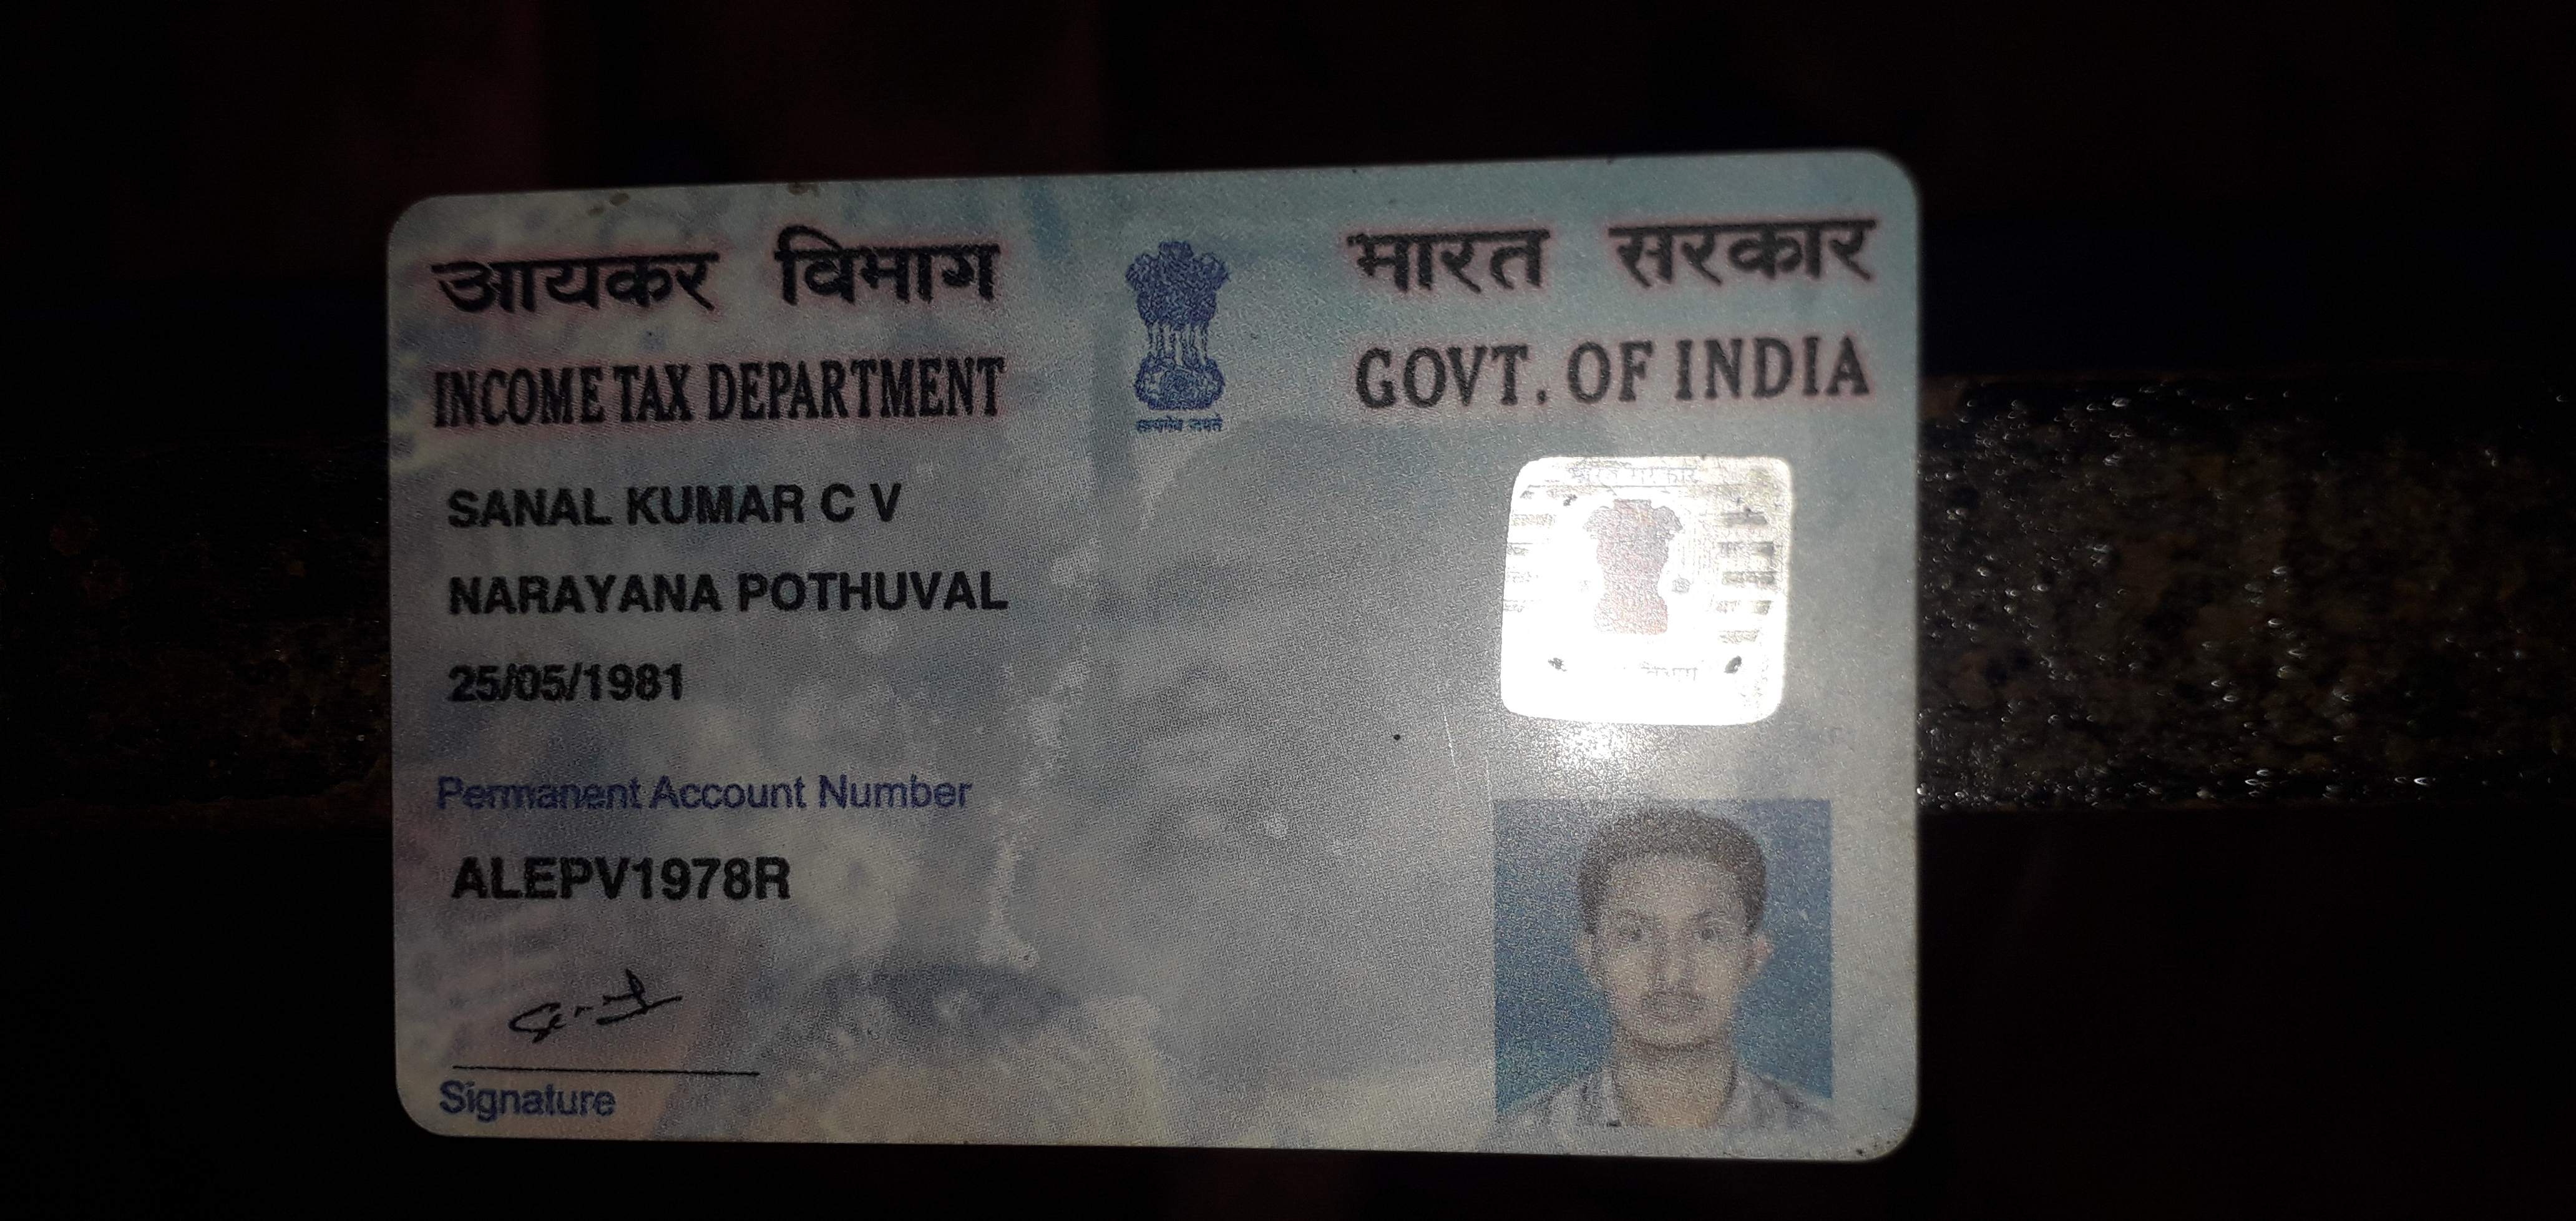 आयकर विभाग
INCOME TAX DEPARTMENT
सत्यमेव जयते
भारत सरकार
GOVT. OF INDIA
SANAL KUMAR C V
NARAYANA POTHUVAL
25/05/1981
Permanent Account Number
ALEPV1978R
Signature